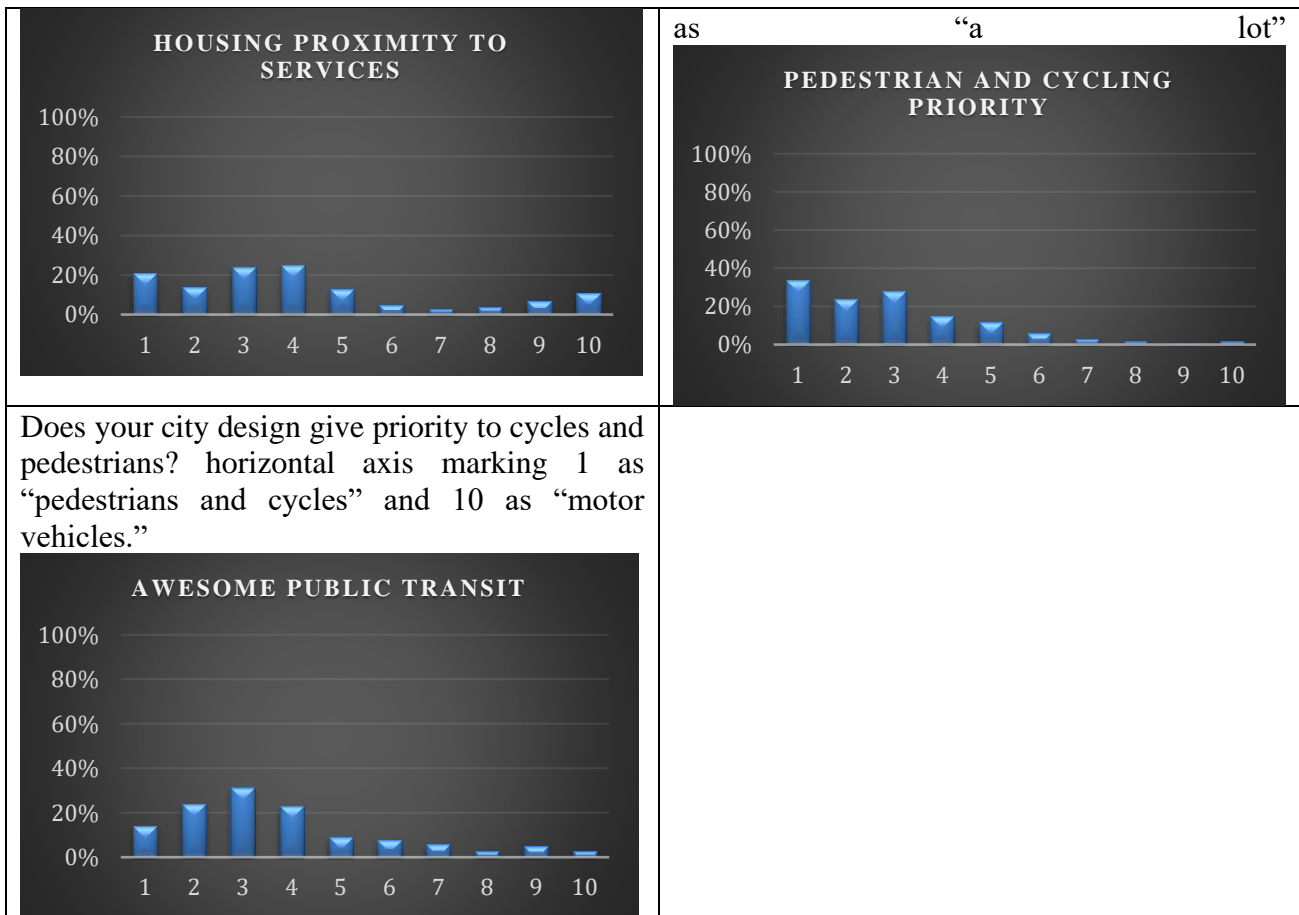 HOUSING PROXIMITY TO
SERVICES
100%
80%
60%
40%
20%
0%
1 2 3 4 5 6 7 8 9 10
as “a lot”
PEDESTRIAN AND CYCLING
PRIORITY
100%
80%
60%
40%
20%
0%
1 2 3 4 5 6 7 8 9 10
Does your city design give priority to cycles and
pedestrians? horizontal axis marking 1 as
“pedestrians and cycles” and 10 as “motor
vehicles.”
AWESOME PUBLIC TRANSIT
100%
80%
60%
40%
20%
0%
1 2 3 4 5 6 7 8 9 10